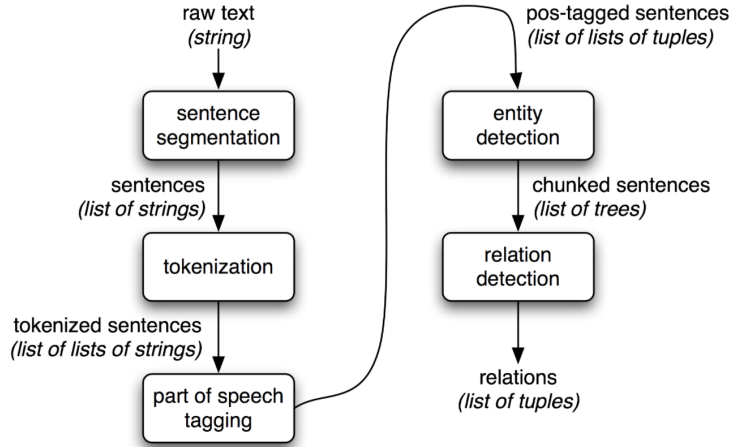 raw text
(string)
sentence
segmentation
sentences
(list of strings)
tokenization
tokenized sentences
(list of lists of strings)
part of speech
tagging
pos-tagged sentences
(list of lists of tuples)
entity
detection
chunked sentences
(list of trees)
relation
detection
relations
(list of tuples)